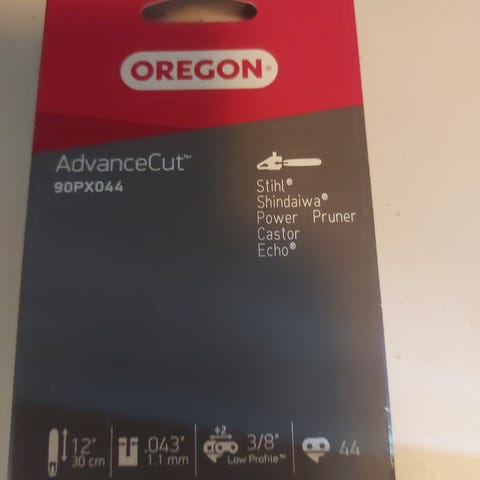 OREGON®
AdvanceCut™
90PX044
Stihl®
Shindaiwa®
Power Pruner
Castor
Echo®
12"
30 cm
.043"
1.1 mm
+2
3/8"
Low Profile™
44